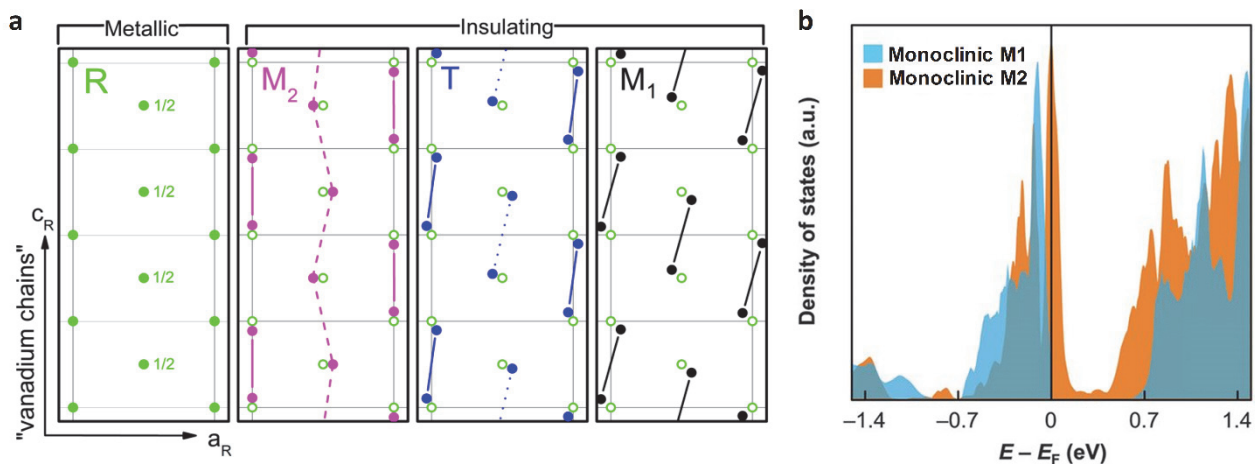 a
Metallic
Insulating
R
1/2
1/2
1/2
1/2
M2
T
M1
"vanadium chains"
cR
aR
b
Monoclinic M1
Monoclinic M2
Density of states (a.u.)
–1.4
–0.7
0
0.7
1.4
E – EF (eV)